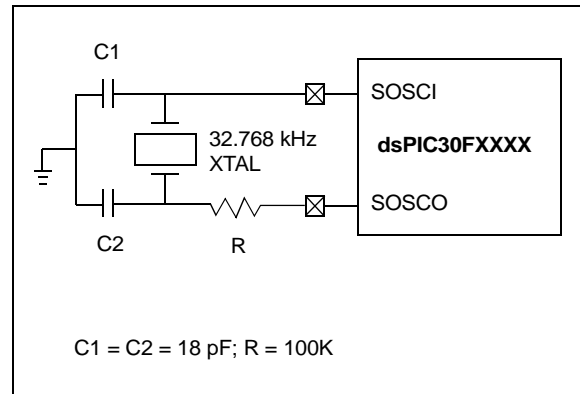 C1
SOSCI
32.768 kHz
XTAL
dsPIC30FXXXX
SOSCO
C2
R
C1 = C2 = 18 pF; R = 100K